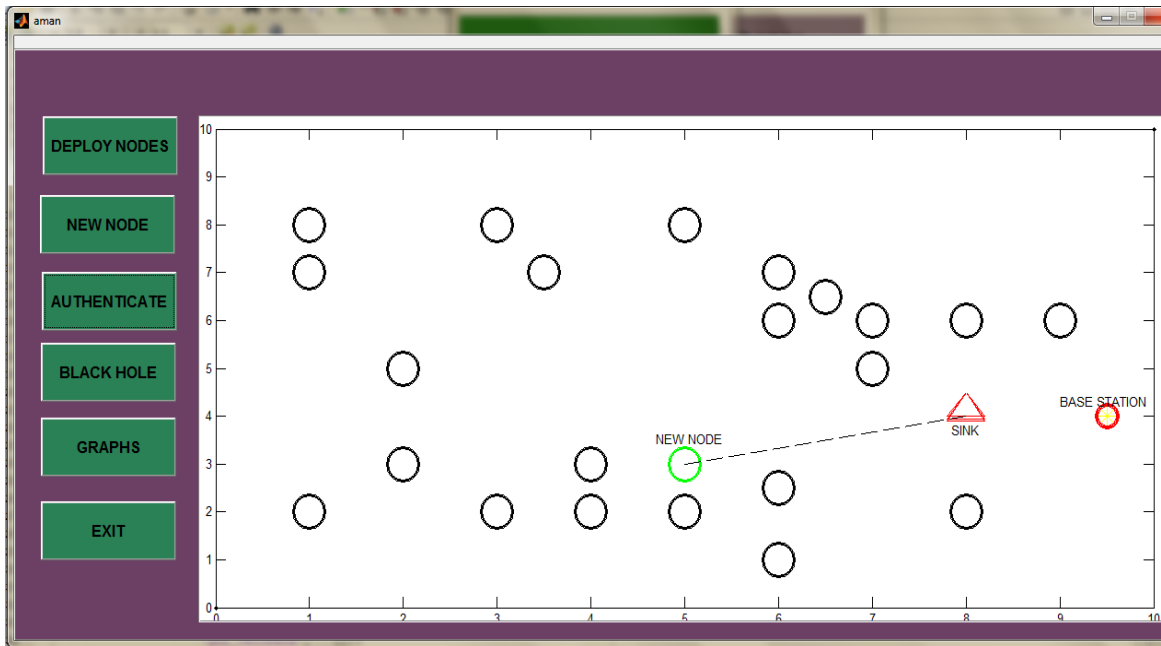 aman
DEPLOY NODES
NEW NODE
AUTHENTICATE
BLACK HOLE
GRAPHS
EXIT
10
9
8
7
6
5
4
3
2
1
0
BASE STATION
SINK
NEW NODE
0 1 2 3 4 5 6 7 8 9 10